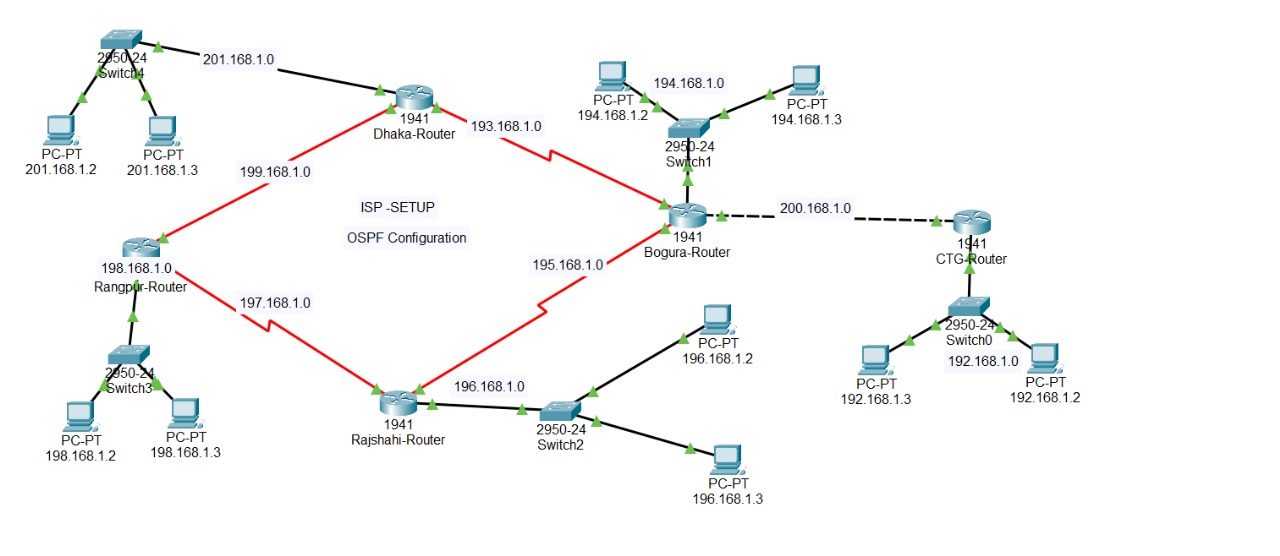 2950-24
Switch4
201.168.1.0
PC-PT
201.168.1.2
PC-PT
201.168.1.3
1941
Dhaka-Router
193.168.1.0
199.168.1.0
ISP -SETUP
OSPF Configuration
PC-PT
194.168.1.2
194.168.1.0
PC-PT
194.168.1.3
2950-24
Switch1
1941
Bogura-Router
200.168.1.0
1941
CTG-Router
195.168.1.0
198.168.1.0
Rangpur-Router
197.168.1.0
2950-24
Switch3
PC-PT
198.168.1.2
PC-PT
198.168.1.3
1941
Rajshahi-Router
196.168.1.0
2950-24
Switch2
PC-PT
196.168.1.2
PC-PT
196.168.1.3
2950-24
Switch0
192.168.1.0
PC-PT
192.168.1.3
PC-PT
192.168.1.2